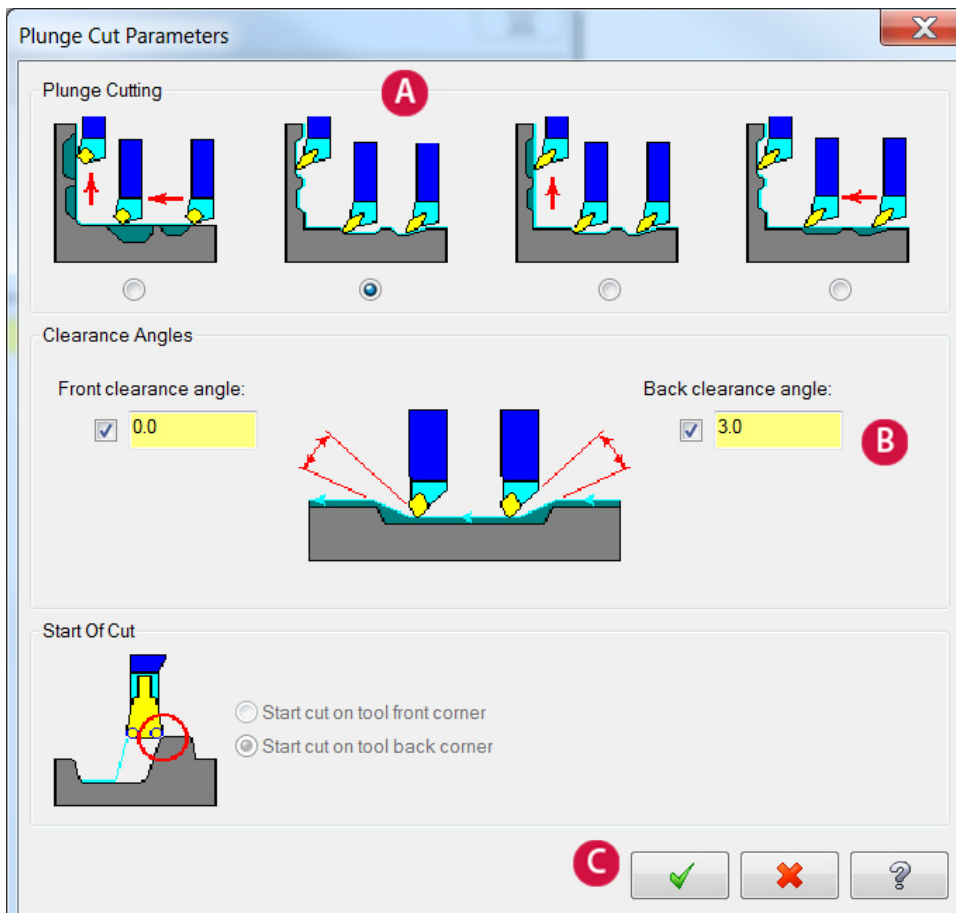 Plunge Cut Parameters
Plunge Cutting
A
Clearance Angles
Front clearance angle:
0.0
Back clearance angle:
3.0
B
Start Of Cut
Start cut on tool front corner
Start cut on tool back corner
C
?